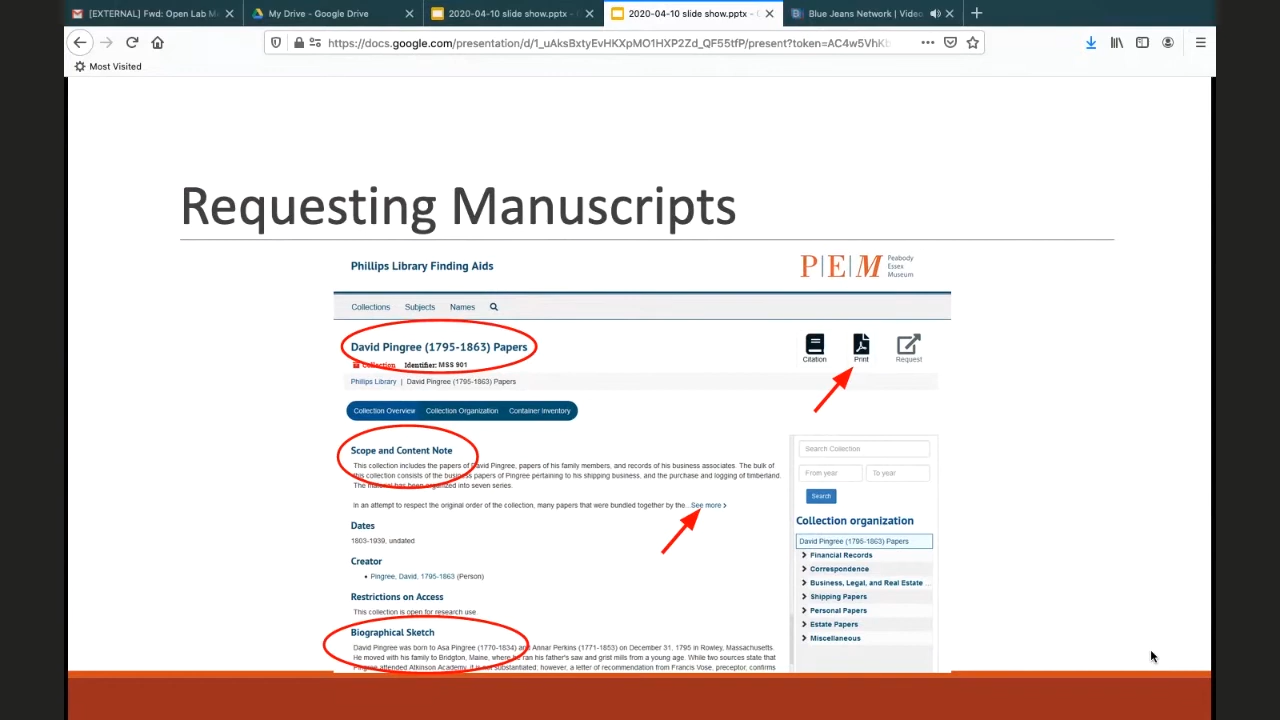 [EXTERNAL] Fwd: Open Lab M
My Drive - Google Drive
2020-04-10 slide show.pptx -
2020-04-10 slide show.pptx -
Blue Jeans Network | Video
https://docs.google.com/presentation/d/1_uAksBxtyEvHKXpMO1HXP2Zd_QF55tfP/present?token=AC4w5VhK
Most Visited
Requesting Manuscripts
Phillips Library Finding Aids
P|E|M Peabody
Essex
Museum
Collections Subjects Names
David Pingree (1795-1863) Papers
Collection Identifier: MSS 901
Citation Print Request
Phillips Library | David Pingree (1795-1863) Papers
Collection Overview Collection Organization Container Inventory
Scope and Content Note
This collection includes the papers of David Pingree, papers of his family members, and records of his business associates. The bulk of
this collection consists of the business papers of Pingree pertaining to his shipping business, and the purchase and logging of timberland.
The material has been organized into seven series.
In an attempt to respect the original order of the collection, many papers that were bundled together by the...See more
Dates
1803-1939, undated
Creator
• Pingree, David, 1795-1863 (Person)
Restrictions on Access
This collection is open for research use
Biographical Sketch
David Pingree was born to Asa Pingree (1770-1834) and Annar Perkins (1771-1853) on December 31, 1795 in Rowley, Massachusetts.
He moved with his family to Bridgton, Maine, where he ran his father's saw and grist mills from a young age. While two sources state that
Pingree attended Atkinson Academy, it is not substantiated; however, a letter of recommendation from Francis Vose, preceptor, confirms
Search Collection
From year To year
Search
Collection organization
David Pingree (1795-1863) Papers
Financial Records
Correspondence
Business, Legal, and Real Estate ...
Shipping Papers
Personal Papers
Estate Papers
Miscellaneous